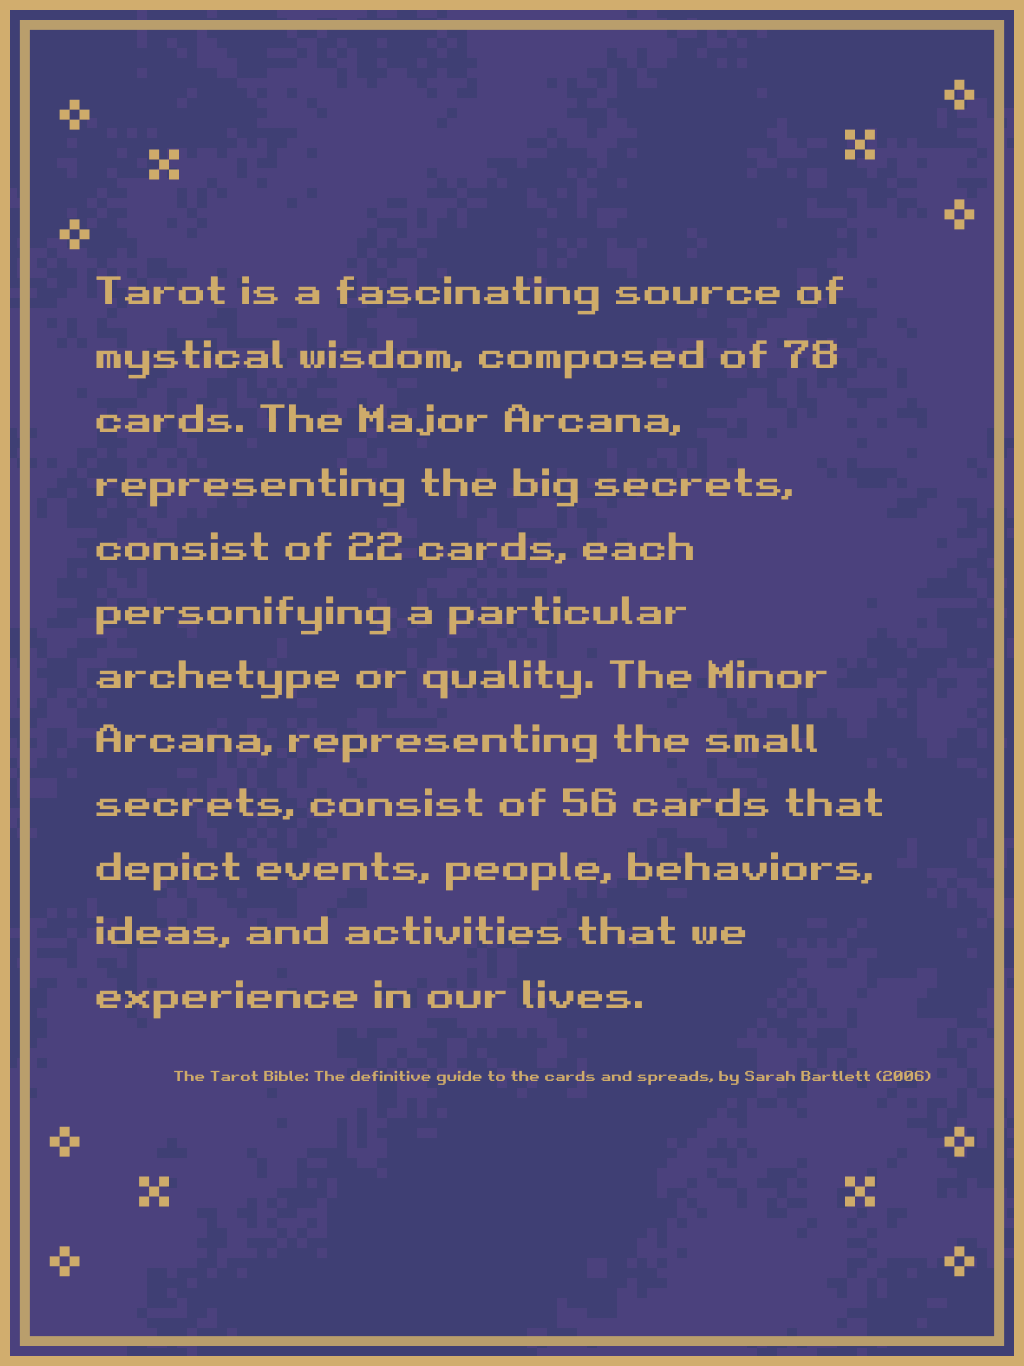 Tarot is a fascinating source of
mystical wisdom, composed of 78
cards. The Major Arcana,
representing the big secrets,
consist of 22 cards, each
personifying a particular
archetype or quality. The Minor
Arcana, representing the small
secrets, consist of 56 cards that
depict events, people, behaviors,
ideas, and activities that we
experience in our lives.
The Tarot Bible: The definitive guide to the cards and spreads, by Sarah Bartlett (2006)